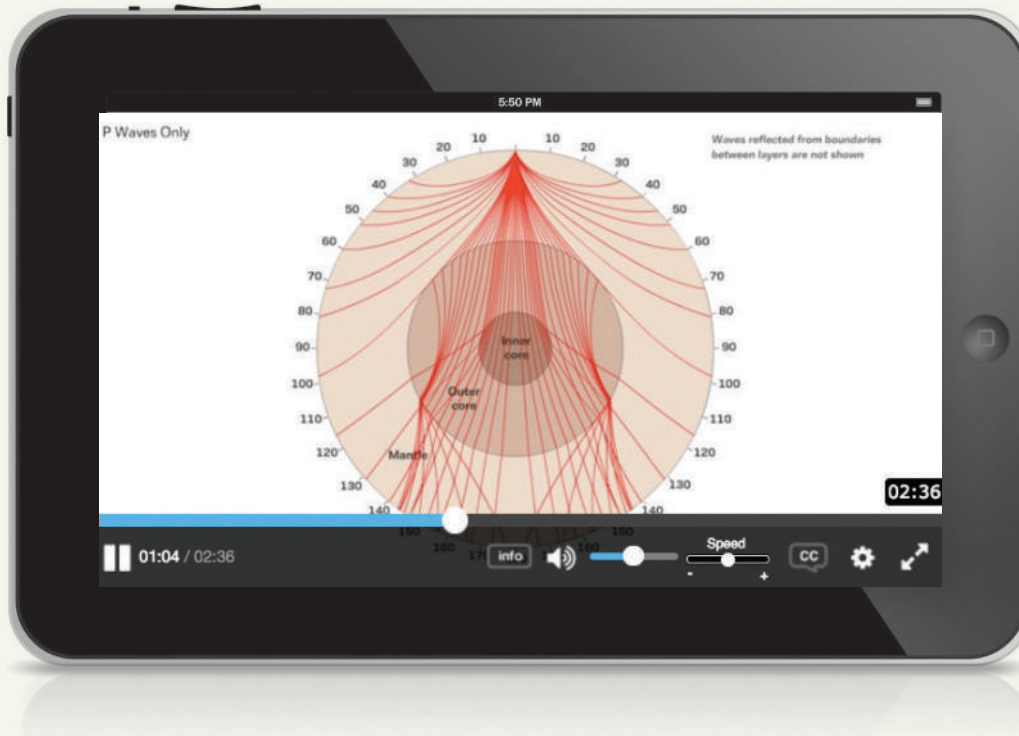 5:50 PM
P Waves Only
Waves reflected from boundaries
between layers are not shown
10 10
20 20
30 30
40 40
50 50
60 60
70 70
80 80
90 90
100 100
110 110
120 120
130 130
140 140
150 150
160 160
Inner
core
Outer
core
Mantle
02:36
01:04 / 02:36
info
Speed
- +
CC